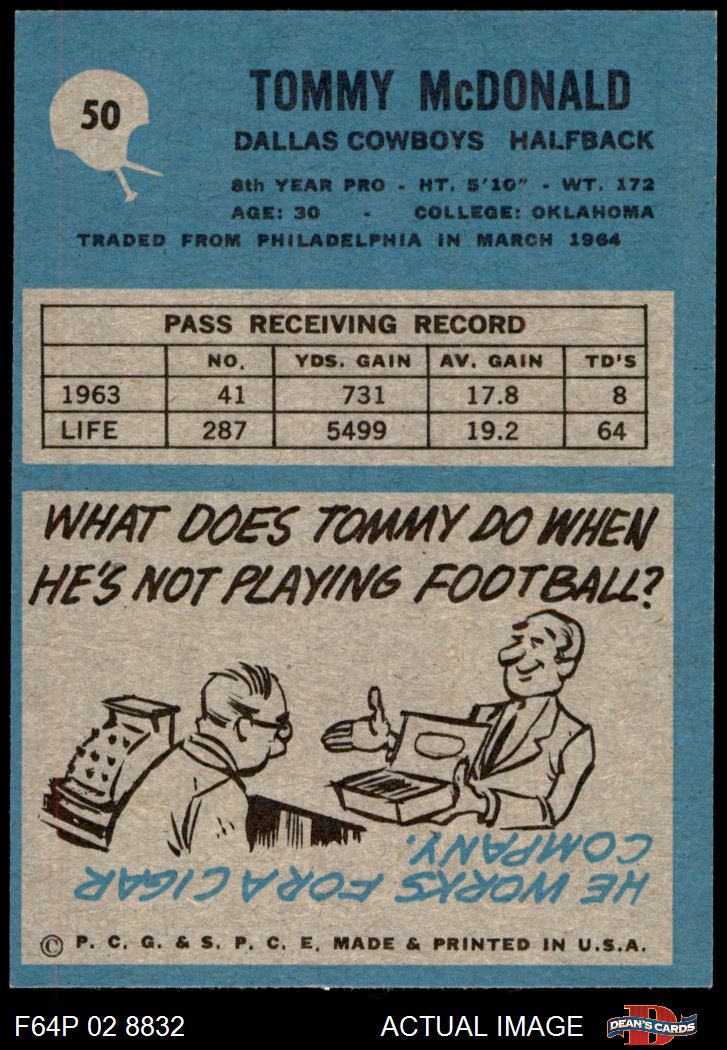 50
TOMMY McDONALD
DALLAS COWBOYS HALFBACK
8th YEAR PRO - HT. 5'10" - WT. 172
AGE: 30 - COLLEGE: OKLAHOMA
TRADED FROM PHILADELPHIA IN MARCH 1964
PASS RECEIVING RECORD
NO. YDS. GAIN AV. GAIN TD'S
1963 41 731 17.8 8
LIFE 287 5499 19.2 64
WHAT DOES TOMMY DO WHEN
HE'S NOT PLAYING FOOTBALL?
HE WORKS FOR A CIGAR
COMPANY.
© P. C. G. & S. P. C. E. MADE & PRINTED IN U.S.A.
F64P 02 8832 ACTUAL IMAGE
D
DEAN'S CARDS